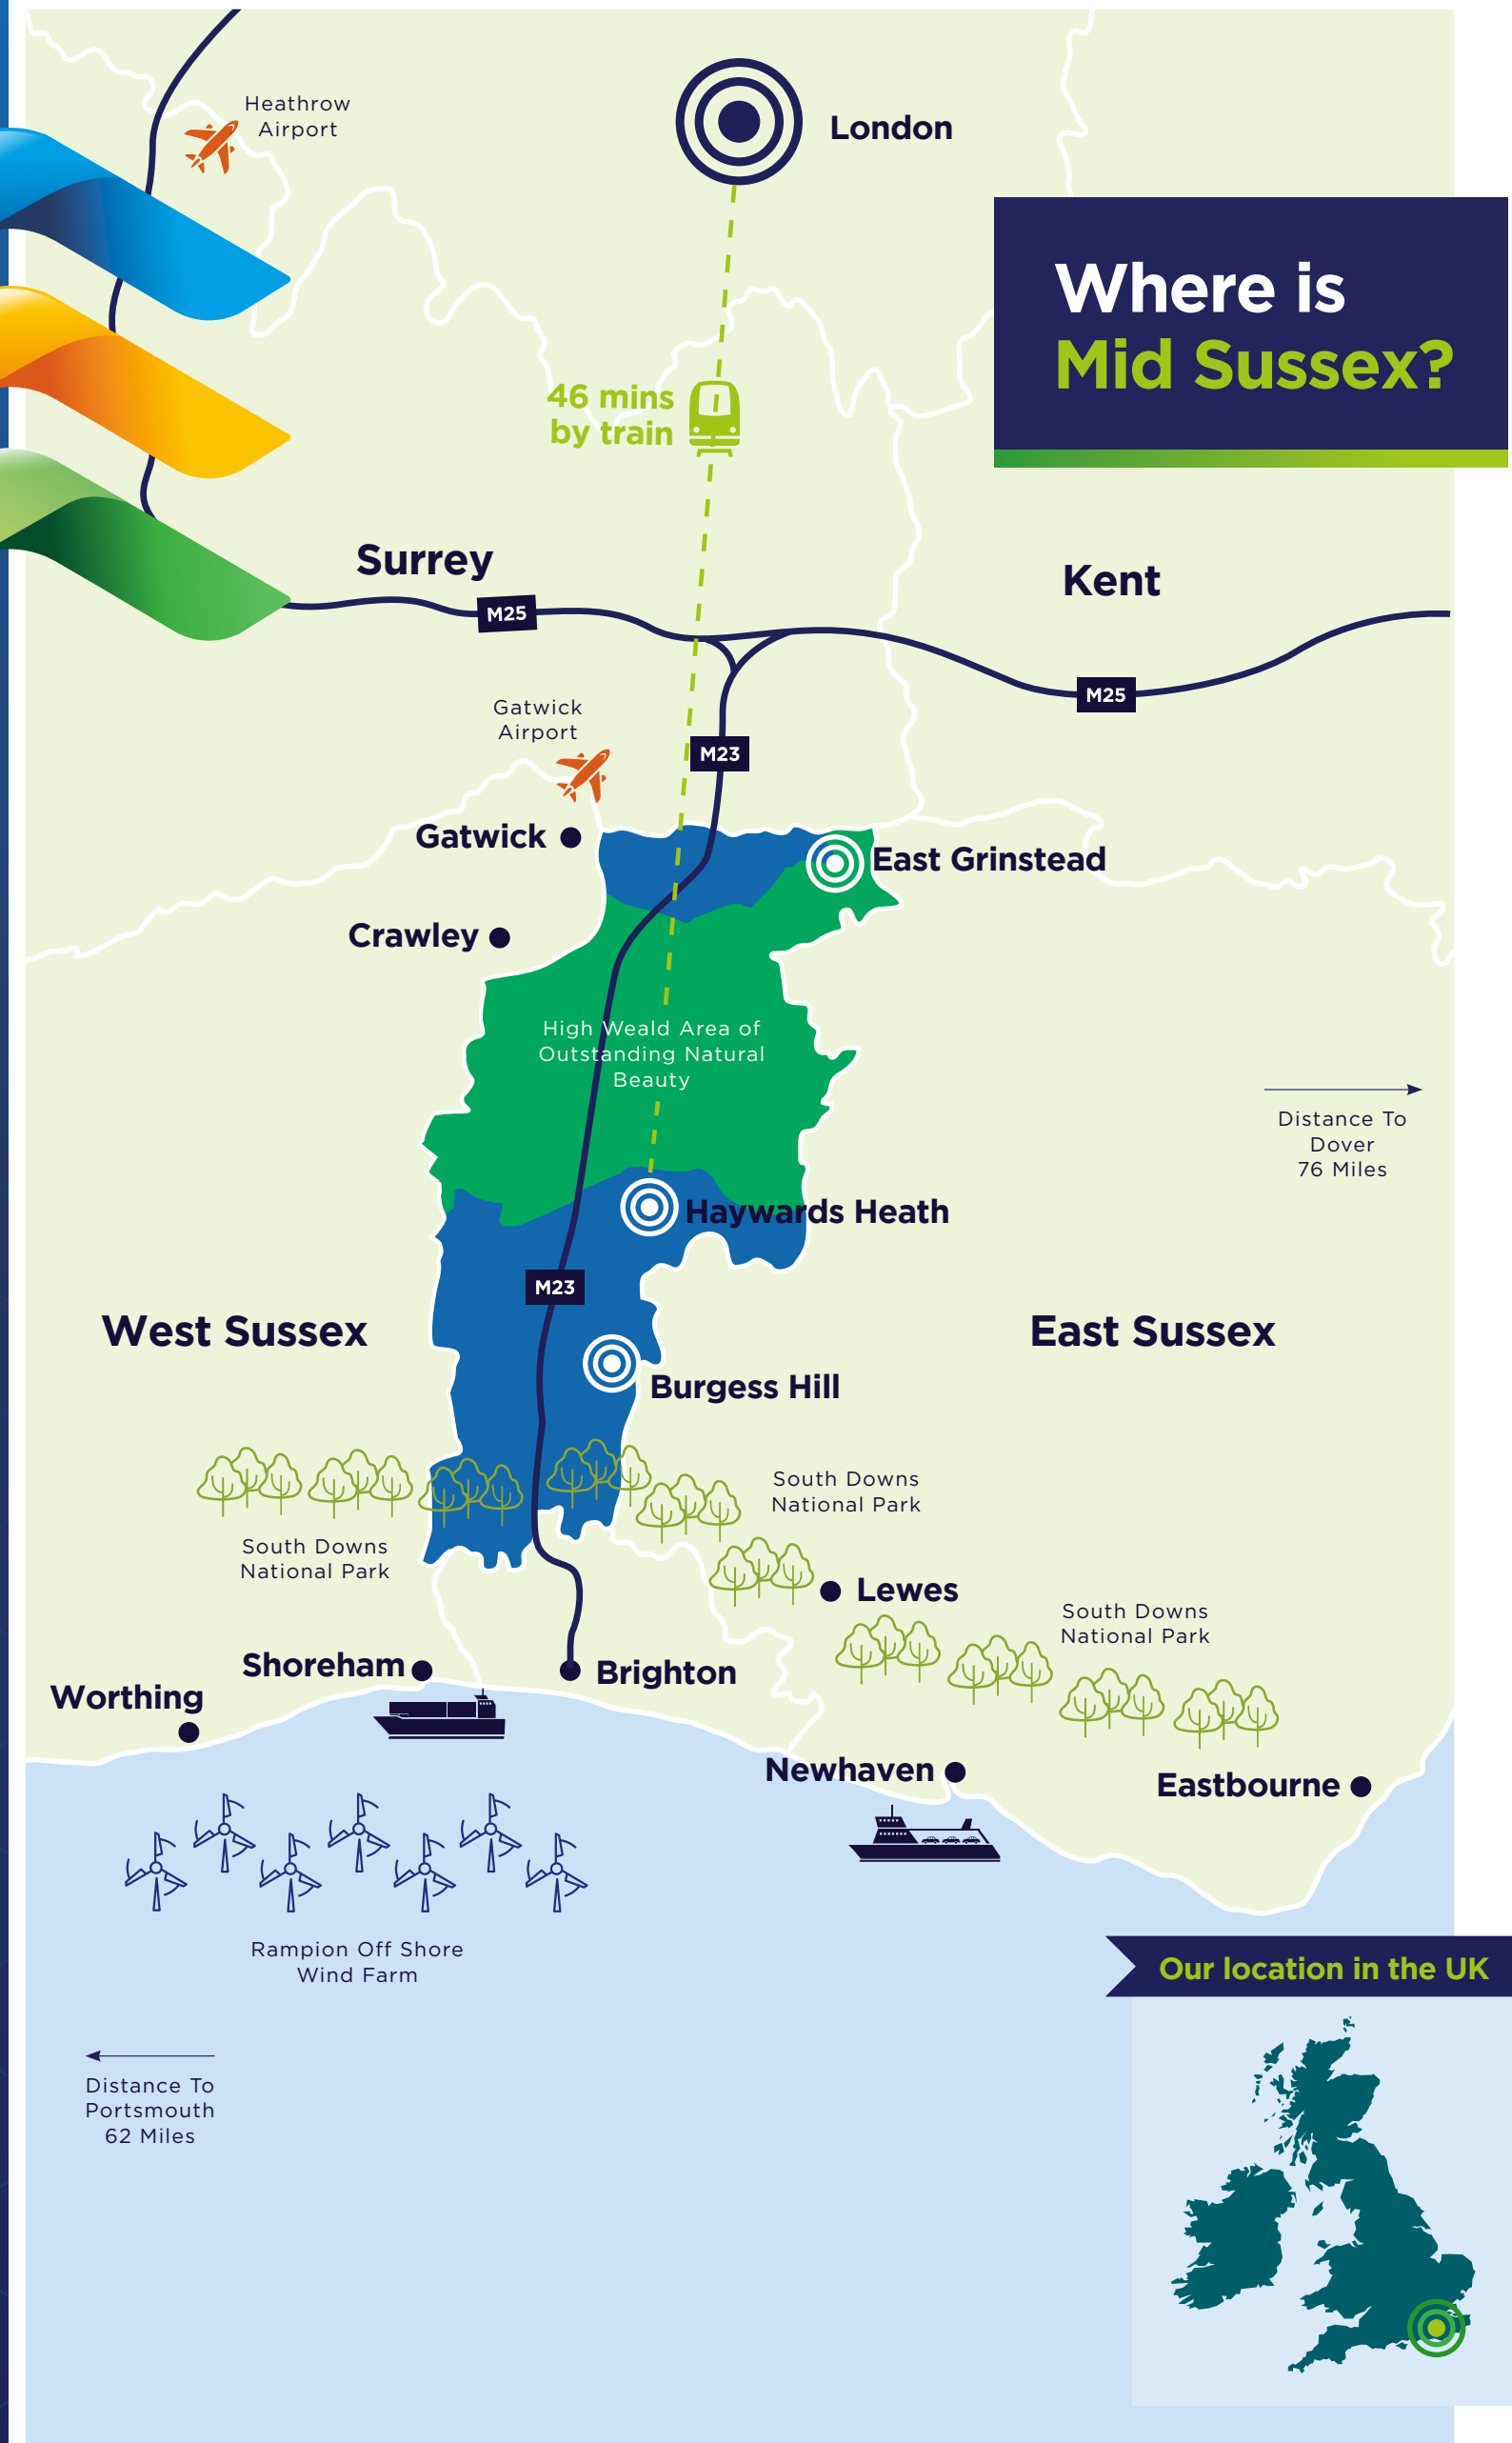 Heathrow
Airport
London
Where is
Mid Sussex?
46 mins
by train
Surrey
Kent
M25
M25
Gatwick
Airport
M23
Gatwick
East Grinstead
Crawley
High Weald Area of
Outstanding Natural
Beauty
Distance To
Dover
76 Miles
Haywards Heath
M23
West Sussex
East Sussex
Burgess Hill
South Downs
National Park
South Downs
National Park
Lewes
South Downs
National Park
Shoreham
Brighton
Worthing
Newhaven
Eastbourne
Rampion Off Shore
Wind Farm
Our location in the UK
Distance To
Portsmouth
62 Miles